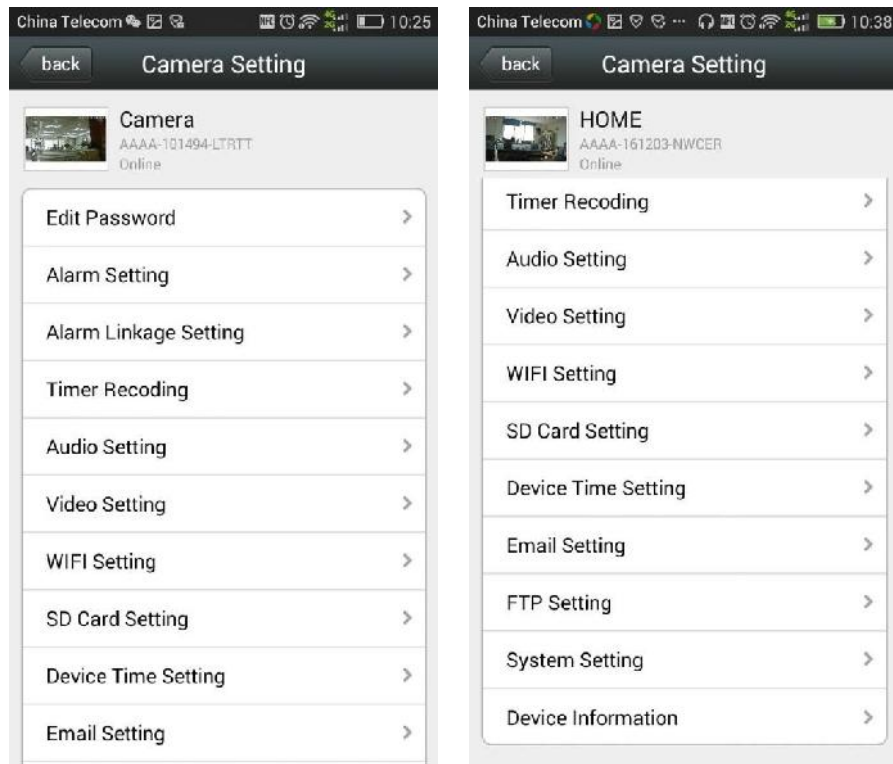 China Telecom 10:25
back Camera Setting
Camera
AAAA-101494-LTRTT
Online
Edit Password
Alarm Setting
Alarm Linkage Setting
Timer Recoding
Audio Setting
Video Setting
WIFI Setting
SD Card Setting
Device Time Setting
Email Setting
China Telecom 10:38
back Camera Setting
HOME
AAAA-161203-NWCER
Online
Timer Recoding
Audio Setting
Video Setting
WIFI Setting
SD Card Setting
Device Time Setting
Email Setting
FTP Setting
System Setting
Device Information